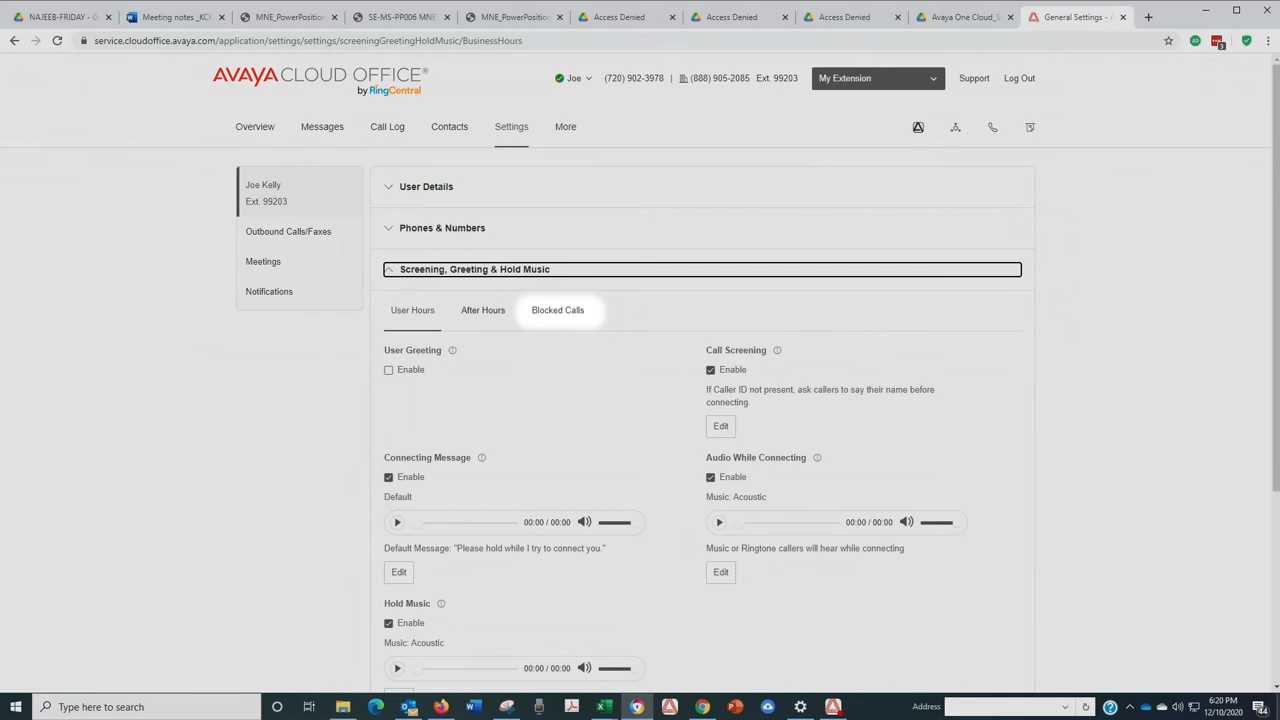 NAJEEB-FRIDAY - G
Meeting notes _KCK
MNE_PowerPosition
SE-MS-PP006 MNE
MNE_PowerPosition
Access Denied
Access Denied
Access Denied
Avaya One Cloud_S
General Settings - A
service.cloudoffice.avaya.com/application/settings/settings/screeningGreetingHoldMusic/BusinessHours
AVAYA CLOUD OFFICE
by RingCentral
Joe (720) 902-3978 | (888) 905-2085 Ext. 99203
My Extension
Support
Log Out
Overview
Messages
Call Log
Contacts
Settings
More
Joe Kelly
Ext. 99203
Outbound Calls/Faxes
Meetings
Notifications
User Details
Phones & Numbers
Screening, Greeting & Hold Music
User Hours
After Hours
Blocked Calls
User Greeting
Enable
Call Screening
Enable
If Caller ID not present, ask callers to say their name before
connecting.
Edit
Connecting Message
Enable
Default
00:00 / 00:00
Default Message: "Please hold while I try to connect you."
Edit
Audio While Connecting
Enable
Music: Acoustic
00:00 / 00:00
Music or Ringtone callers will hear while connecting
Edit
Hold Music
Enable
Music: Acoustic
00:00 / 00:00
Type here to search
Address
6:20 PM
12/10/2020